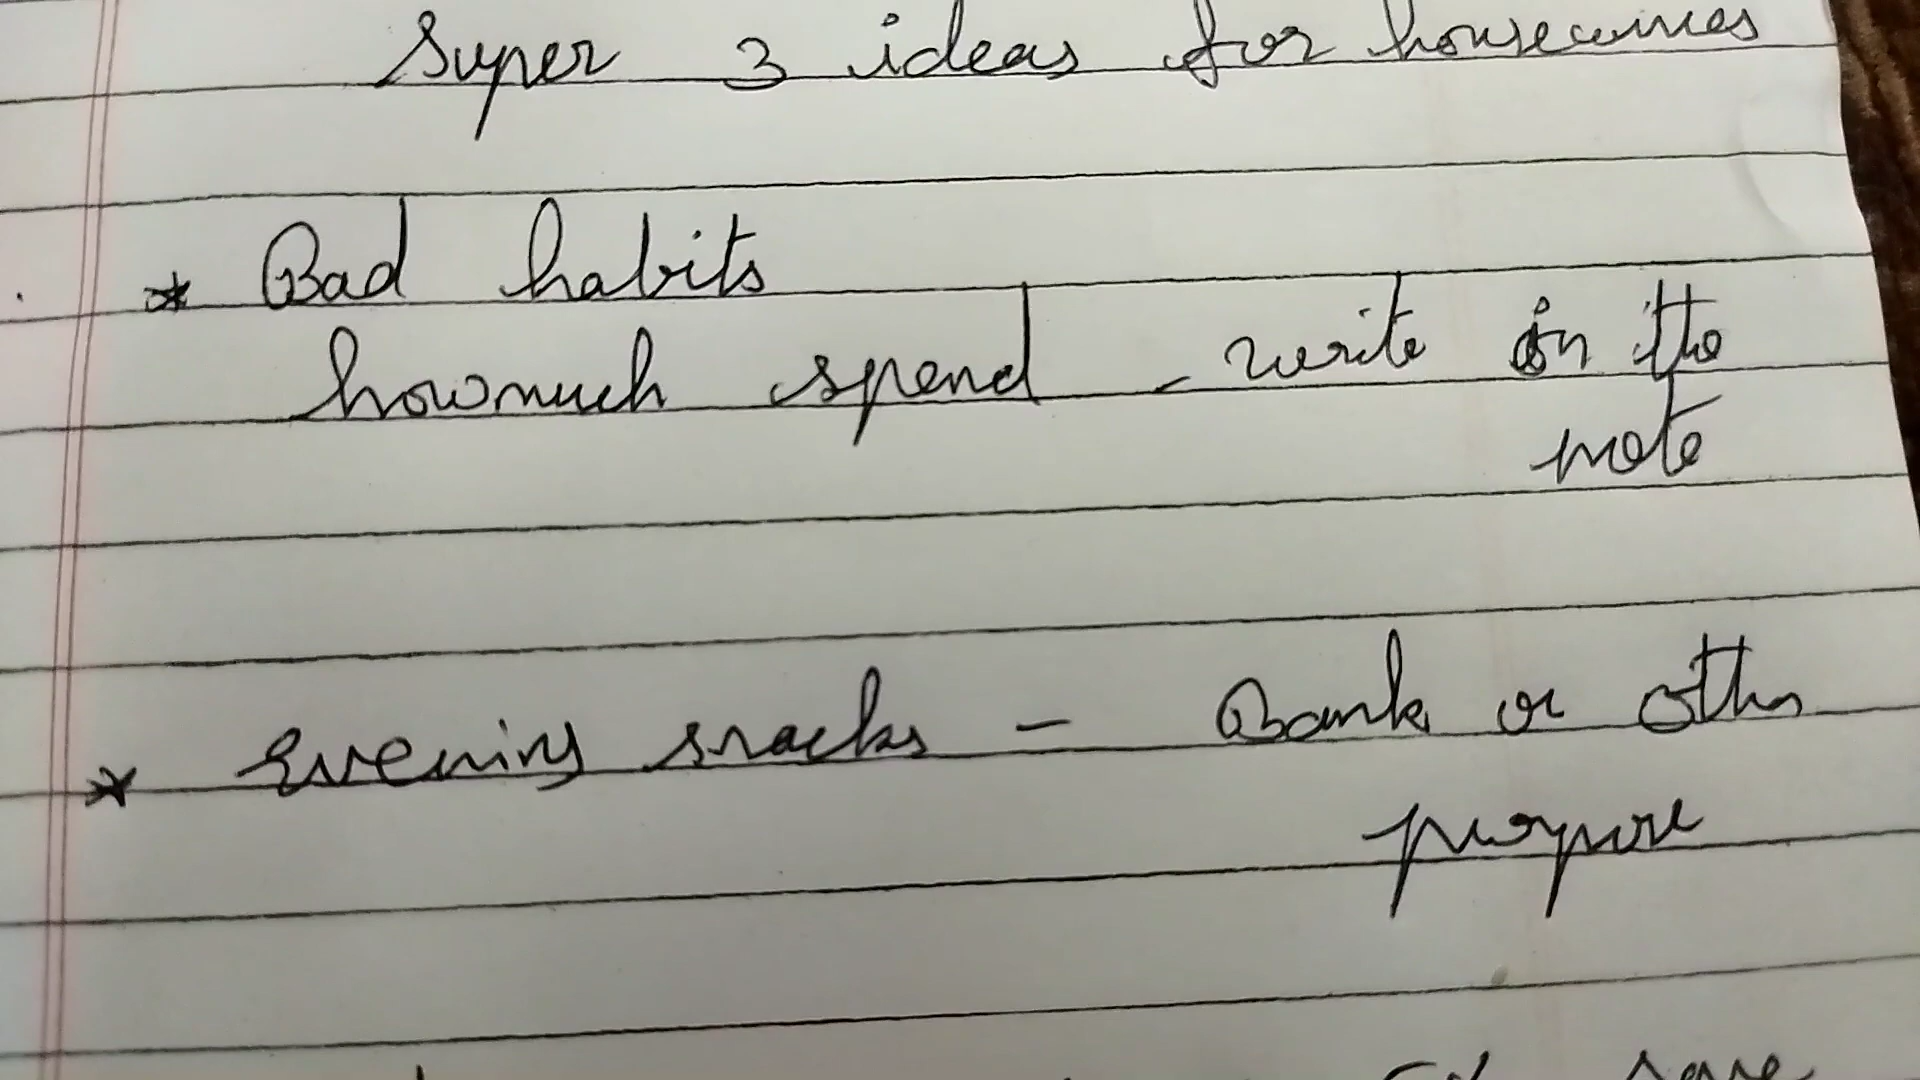 Super 3 ideas for housewives
* Bad habits
howmuch spend - write in the
note
* Evening snacks - Bank or other
purpose
save